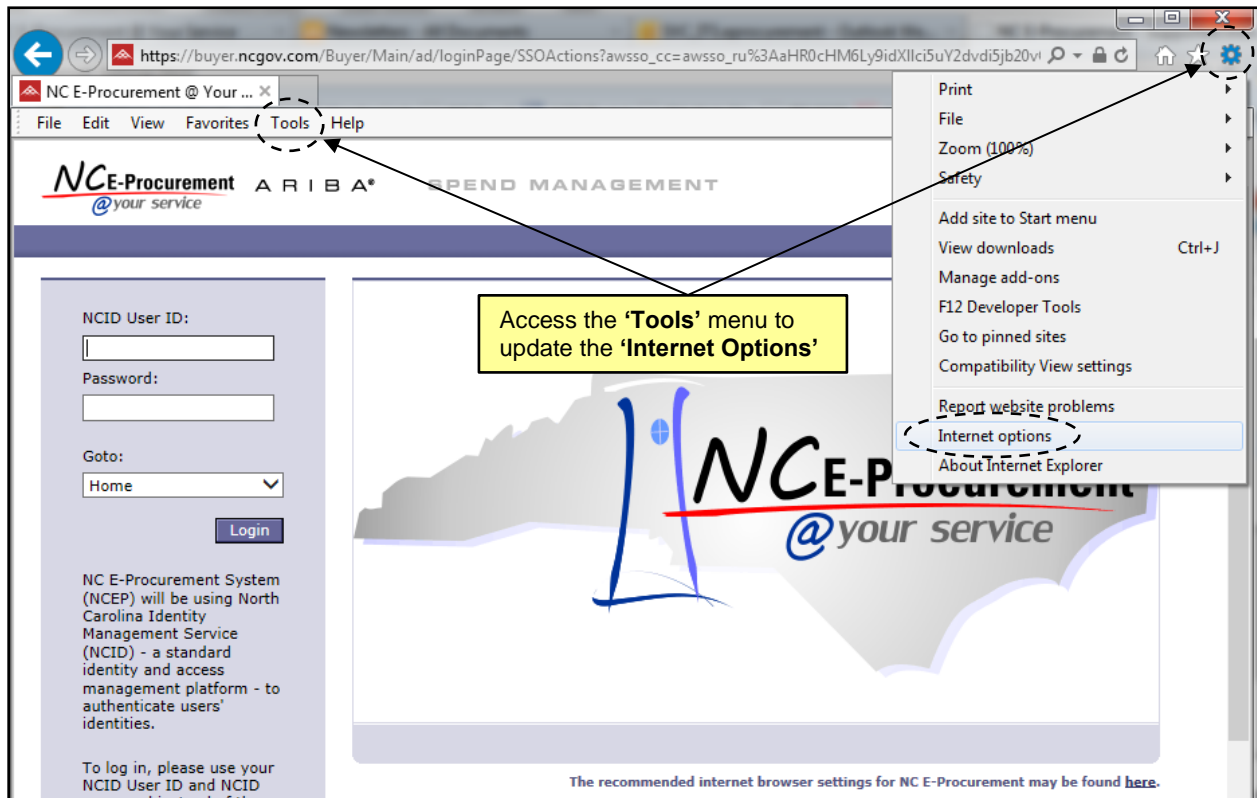 https://buyer.ncgov.com/Buyer/Main/ad/loginPage/SSOActions?awsso_cc=awsso_ru%3AaHR0cHM6Ly9idXllci5uY2dvdi5jb20v
NC E-Procurement @ Your ...
File Edit View Favorites Tools Help
NCE-Procurement
@your service
ARIBA®
SPEND MANAGEMENT
Print
File
Zoom (100%)
Safety
Add site to Start menu
View downloads Ctrl+J
Manage add-ons
F12 Developer Tools
Go to pinned sites
Compatibility View settings
Report website problems
Internet options
About Internet Explorer
Access the ‘Tools’ menu to
update the ‘Internet Options’
NCID User ID:
Password:
Goto:
Home
Login
NC E-Procurement System
(NCEP) will be using North
Carolina Identity
Management Service
(NCID) - a standard
identity and access
management platform - to
authenticate users'
identities.
To log in, please use your
NCID User ID and NCID
NCE-Procurement
@your service
The recommended internet browser settings for NC E-Procurement may be found here.